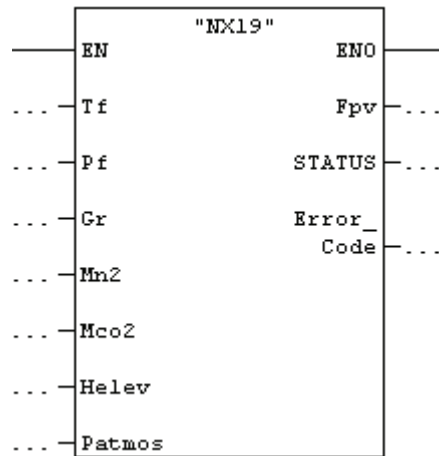 "NX19"
EN ENO
... Tf Fpv ...
... Pf STATUS ...
... Gr Error_
Code ...
... Mn2
... Mco2
... Helev
... Patmos